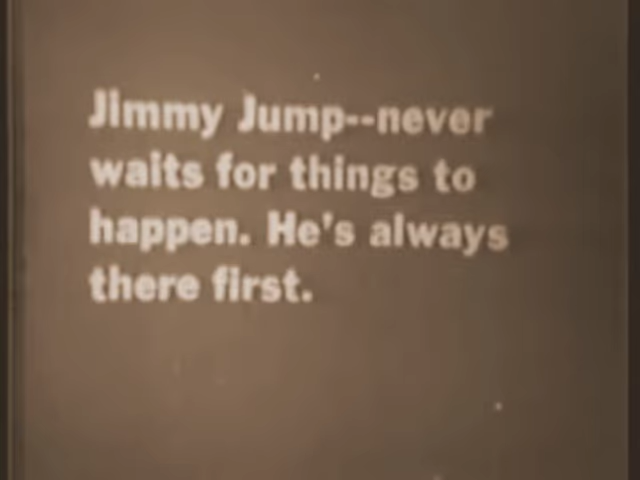 Jimmy Jump--never
waits for things to
happen. He's always
there first.